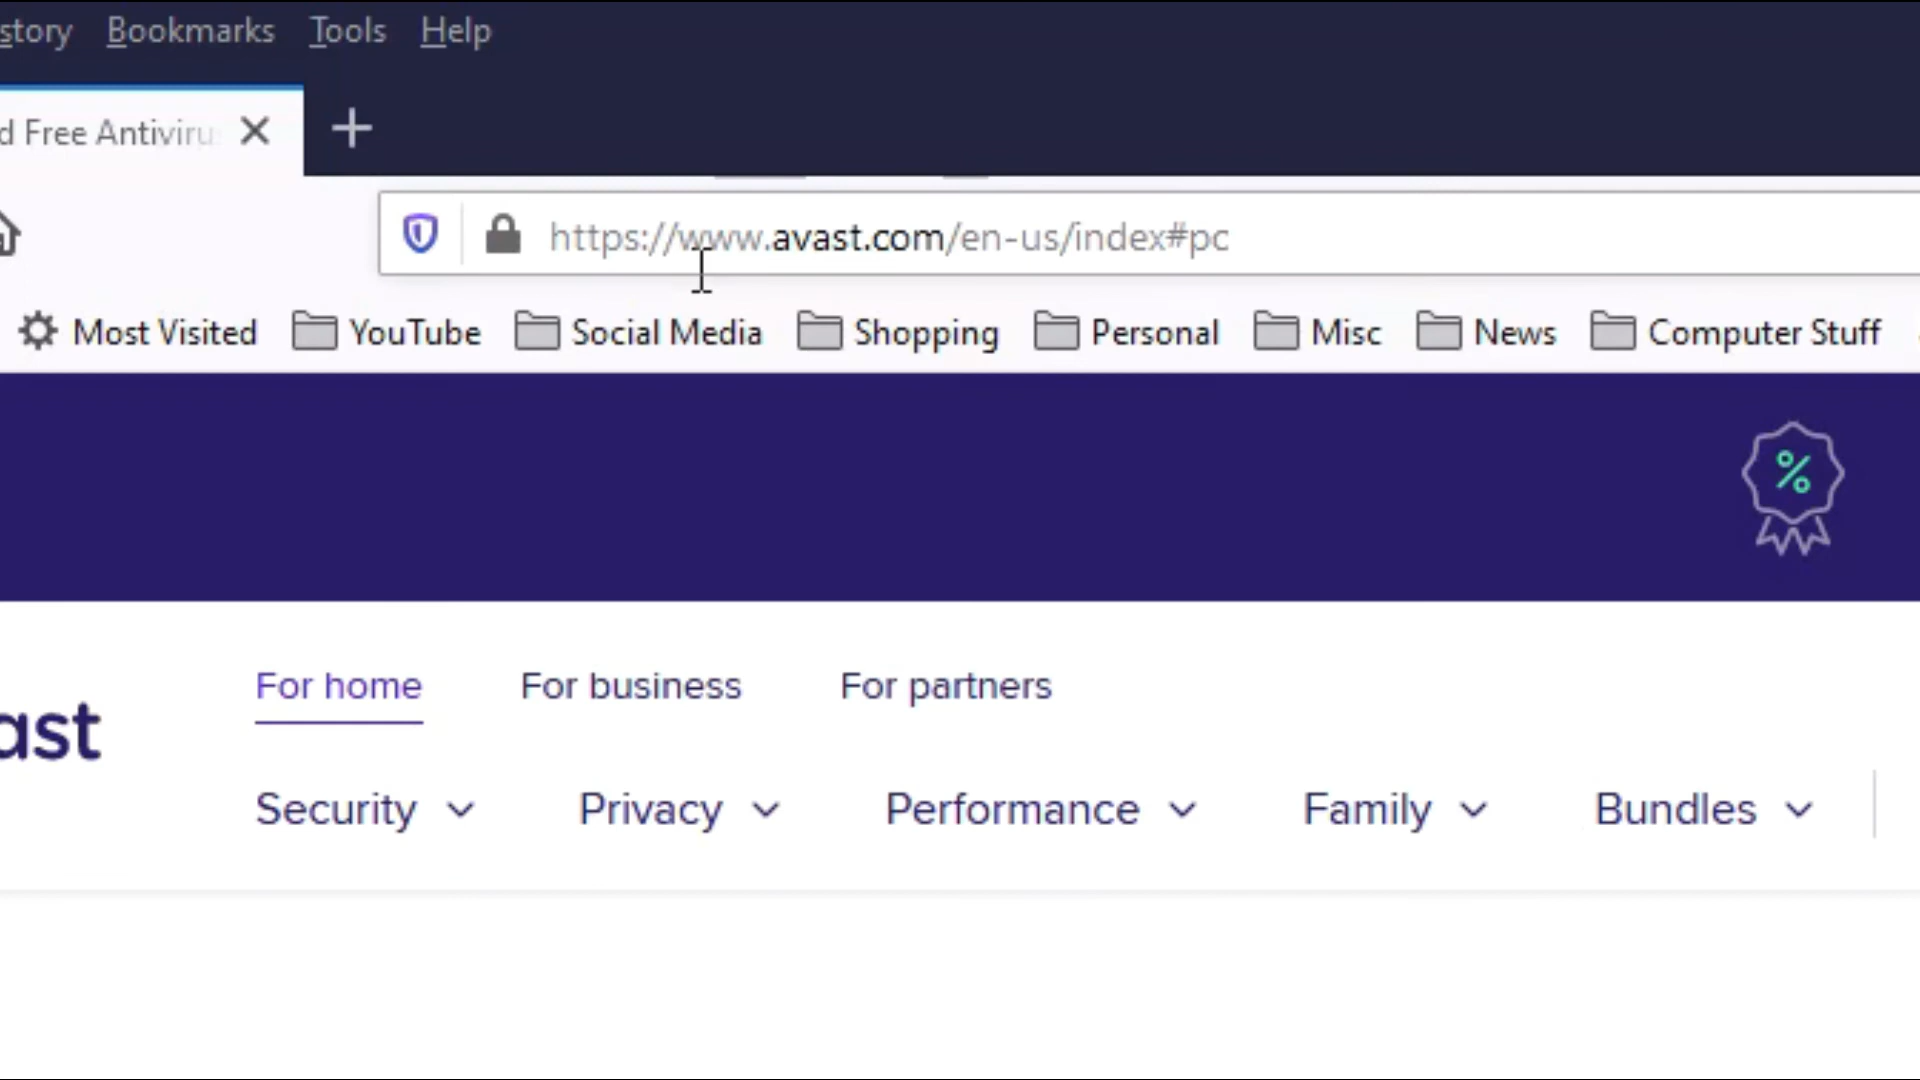 story Bookmarks Tools Help
d Free Antiviru
https://www.avast.com/en-us/index#pc
Most Visited YouTube Social Media Shopping Personal Misc News Computer Stuff
%
For home For business For partners
ast
Security Privacy Performance Family Bundles